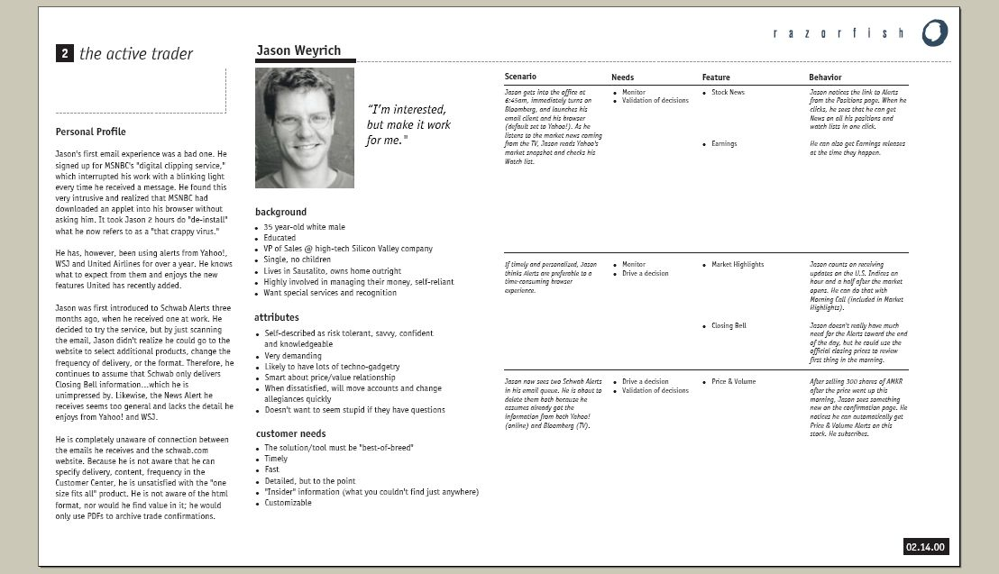 r a z o r f i s h
2 the active trader
Personal Profile
Jason's first email experience was a bad one. He
signed up for MSNBC's "digital clipping service,"
which interrupted his work with a blinking light
every time he received a message. He found this
very intrusive and realized that MSNBC had
downloaded an applet into his browser without
asking him. It took Jason 2 hours do "de-install"
what he now refers to as a "that crappy virus."
He has, however, been using alerts from Yahoo!,
WSJ and United Airlines for over a year. He knows
what to expect from them and enjoys the new
features United has recently added.
Jason was first introduced to Schwab Alerts three
months ago, when he received one at work. He
decided to try the service, but by just scanning
the email, Jason didn't realize he could go to the
website to select additional products, change the
frequency of delivery, or the format. Therefore, he
continues to assume that Schwab only delivers
Closing Bell information...which he is
unimpressed by. Likewise, the News Alert he
receives seems too general and lacks the detail he
enjoys from Yahoo! and WSJ.
He is completely unaware of connection between
the emails he receives and the schwab.com
website. Because he is not aware that he can
specify delivery, content, frequency in the
Customer Center, he is unsatisfied with the "one
size fits all" product. He is not aware of the html
format, nor would he find value in it; he would
only use PDFs to archive trade confirmations.
Jason Weyrich
"I'm interested,
but make it work
for me."
background
• 35 year-old white male
• Educated
• VP of Sales @ high-tech Silicon Valley company
• Single, no children
• Lives in Sausalito, owns home outright
• Highly involved in managing their money, self-reliant
• Want special services and recognition
attributes
• Self-described as risk tolerant, savvy, confident
and knowledgeable
• Very demanding
• Likely to have lots of techno-gadgetry
• Smart about price/value relationship
• When dissatified, will move accounts and change
allegiances quickly
• Doesn't want to seem stupid if they have questions
customer needs
• The solution/tool must be "best-of-breed"
• Timely
• Fast
• Detailed, but to the point
• "Insider" information (what you couldn't find just anywhere)
• Customizable
Scenario Needs Feature Behavior
Jason gets into the office at
6:45am, immediately turns on
Bloomberg, and launches his
email client and his browser
(default set to Yahoo!). As he
listens to the market news coming
from the TV, Jason reads Yahoo's
market snapshot and checks his
Watch list.
• Monitor
• Validation of decisions
• Stock News
Jason notices the link to Alerts
from the Positions page. When he
clicks, he sees that he can get
News on all his positions and
watch lists in one click.
• Earnings
He can also get Earnings releases
at the time they happen.
If timely and personalized, Jason
thinks Alerts are preferable to a
time-consuming browser
experience.
• Monitor
• Drive a decision
• Market Highlights
Jason counts on receiving
updates on the U.S. Indices an
hour and a half after the market
opens. He can do that with
Morning Call (included in Market
Highlights).
• Closing Bell
Jason doesn't really have much
need for the Alerts toward the end
of the day, but he could use the
official closing prices to review
first thing in the morning.
Jason now sees two Schwab Alerts
in his email queue. He is about to
delete them both because he
assumes already got the
information from both Yahoo!
(online) and Bloomberg (TV).
• Drive a decision
• Validation of decisions
• Price & Volume
After selling 300 shares of AMKR
after the price went up this
morning, Jason sees something
new on the confirmation page. He
notices he can automatically get
Price & Volume Alerts on this
stock. He subscribes.
02.14.00